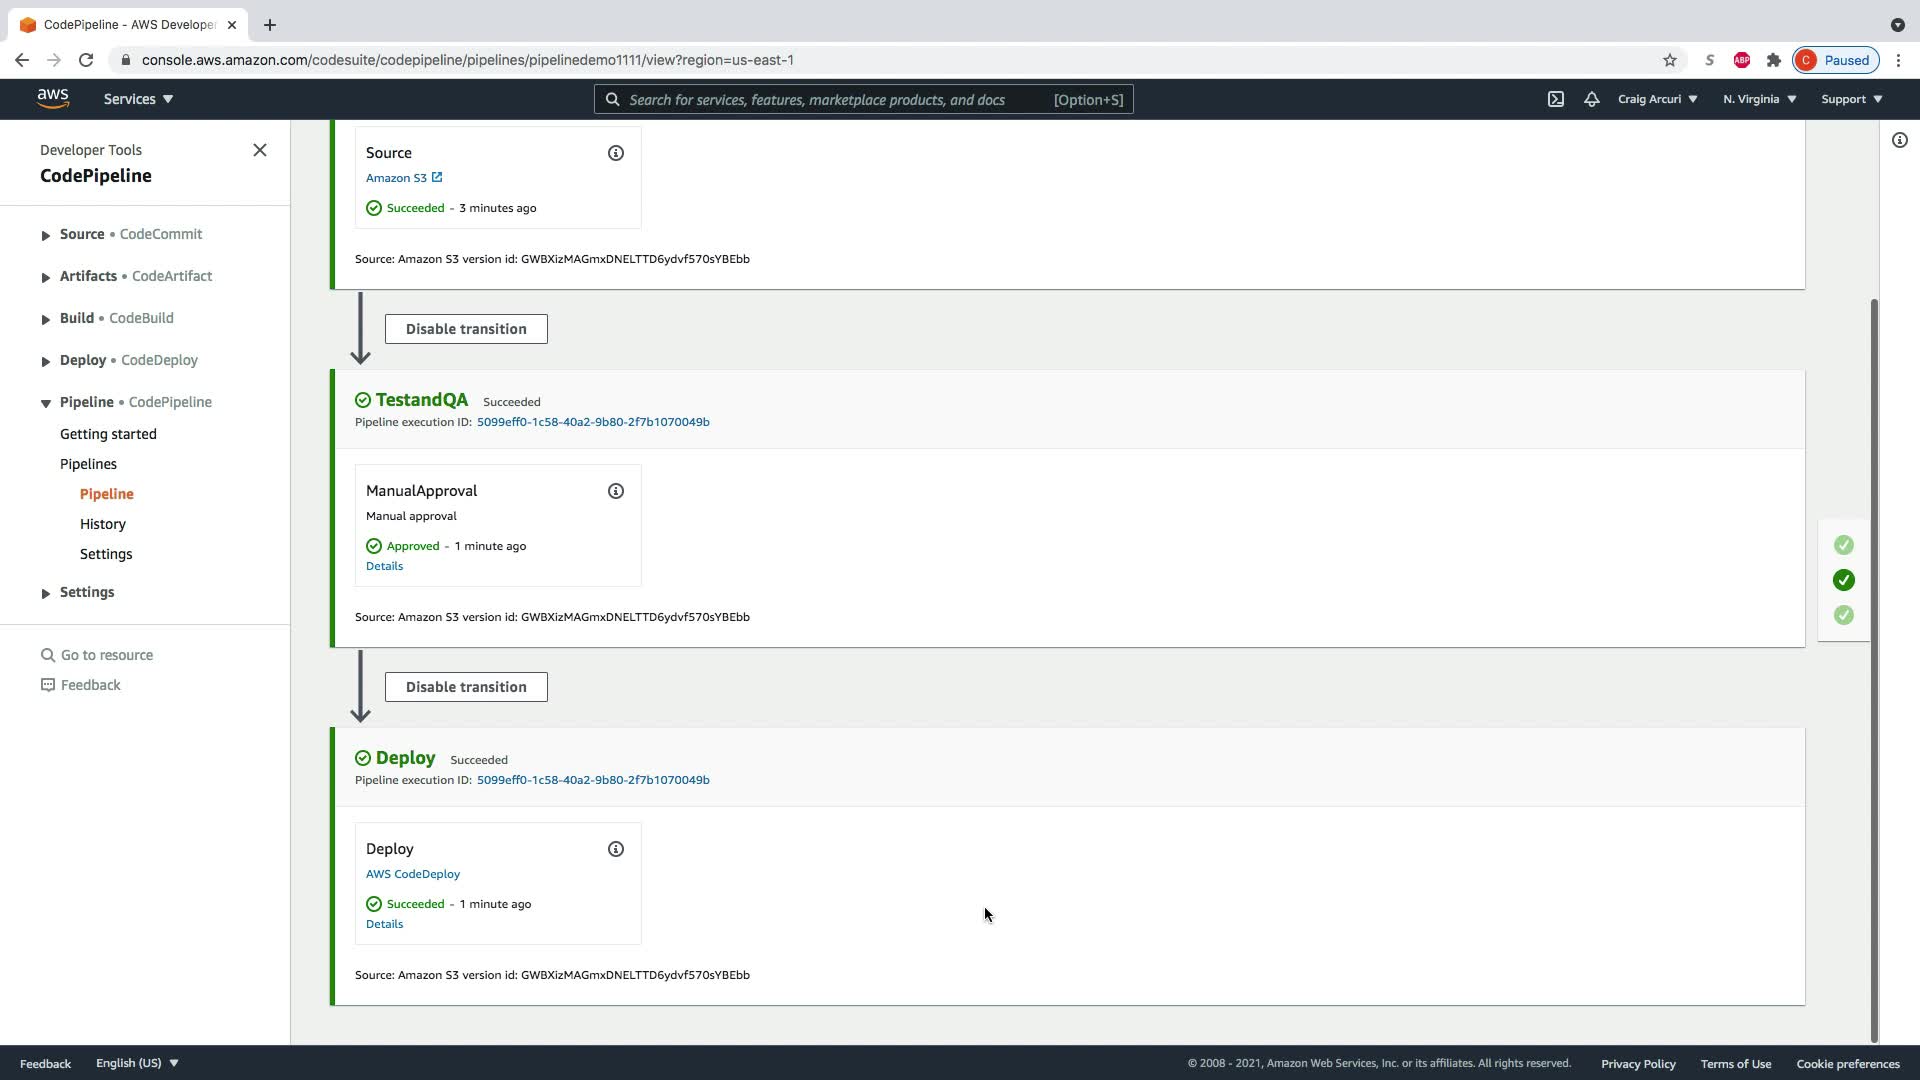 CodePipeline - AWS Developer
console.aws.amazon.com/codesuite/codepipeline/pipelines/pipelinedemo1111/view?region=us-east-1
S
ABP
C
Paused
aws
Services
Search for services, features, marketplace products, and docs
[Option+S]
Craig Arcuri
N. Virginia
Support
Developer Tools
CodePipeline
Source • CodeCommit
Artifacts • CodeArtifact
Build • CodeBuild
Deploy • CodeDeploy
Pipeline • CodePipeline
Getting started
Pipelines
Pipeline
History
Settings
Settings
Go to resource
Feedback
Source
Amazon S3
Succeeded - 3 minutes ago
Source: Amazon S3 version id: GWBXizMAGmxDNELTTD6ydvf570sYBEbb
Disable transition
TestandQA Succeeded
Pipeline execution ID: 5099eff0-1c58-40a2-9b80-2f7b1070049b
ManualApproval
Manual approval
Approved - 1 minute ago
Details
Source: Amazon S3 version id: GWBXizMAGmxDNELTTD6ydvf570sYBEbb
Disable transition
Deploy Succeeded
Pipeline execution ID: 5099eff0-1c58-40a2-9b80-2f7b1070049b
Deploy
AWS CodeDeploy
Succeeded - 1 minute ago
Details
Source: Amazon S3 version id: GWBXizMAGmxDNELTTD6ydvf570sYBEbb
Feedback
English (US)
© 2008 - 2021, Amazon Web Services, Inc. or its affiliates. All rights reserved.
Privacy Policy
Terms of Use
Cookie preferences